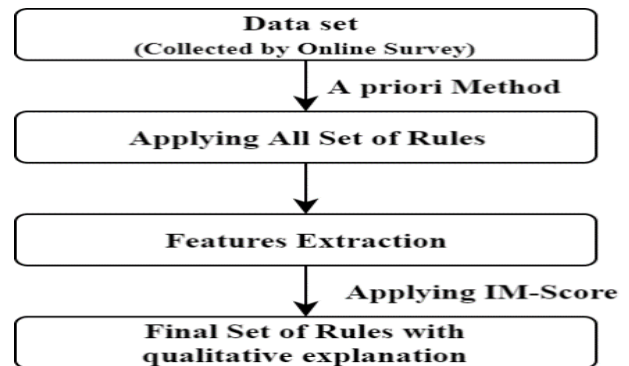 Data set
(Collected by Online Survey)
A priori Method
Applying All Set of Rules
Features Extraction
Applying IM-Score
Final Set of Rules with
qualitative explanation